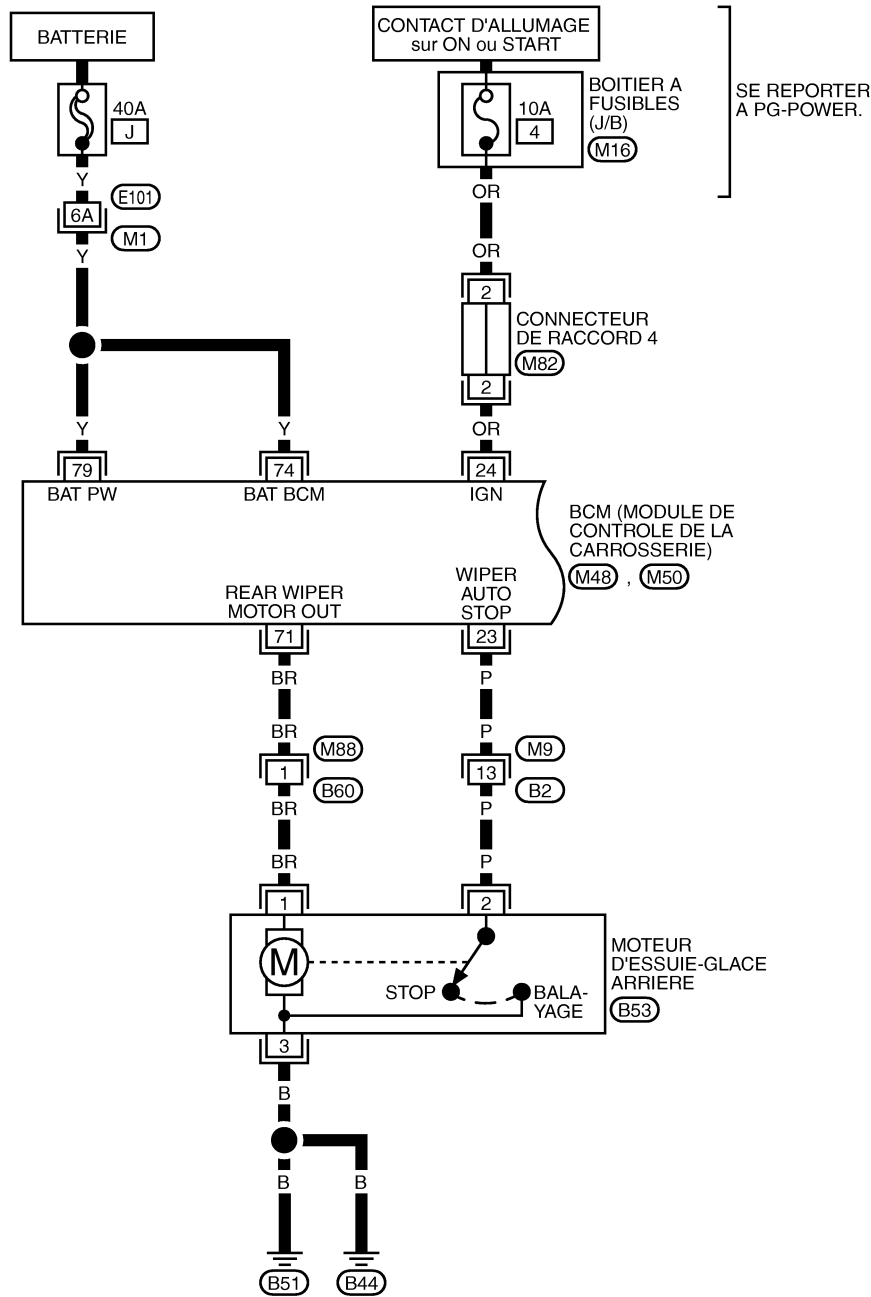 BATTERIE
CONTACT D'ALLUMAGE
sur ON ou START
40A
J
10A
4
BOITIER A
FUSIBLES
(J/B)
M16
SE REPORTER
A PG-POWER.
Y
E101
6A
M1
Y
OR
OR
2
CONNECTEUR
DE RACCORD 4
M82
2
Y
Y
OR
79
74
24
BAT PW
BAT BCM
IGN
BCM (MODULE DE
CONTROLE DE LA
CARROSSERIE)
M48 , M50
REAR WIPER
MOTOR OUT
WIPER
AUTO
STOP
71
23
BR
P
BR
P
M88
M9
1
13
B60
B2
BR
P
BR
P
1
2
M
STOP
BALA-
YAGE
MOTEUR
D'ESSUIE-GLACE
ARRIERE
B53
3
B
B
B
B51
B44